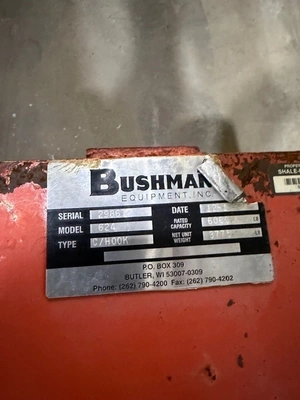 BUSHMAN
EQUIPMENT, INC
SERIAL DATE
MODEL 624 RATED CAPACITY LB
TYPE C/HOOK NET UNIT WEIGHT LB
P.O. BOX 309
BUTLER, WI 53007-0309
Phone: (262) 790-4200 Fax: (262) 790-4202